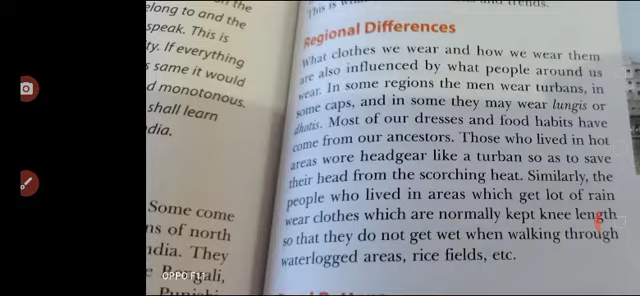 the
elong to and the
speak. This is
ty. If everything
same it would
d monotonous.
shall learn
dia.
Some come
ns of north
ndia. They
Bengali,
OPPO F11
This is
trends.
Regional Differences
What clothes we wear and how we wear them
are also influenced by what people around us
wear. In some regions the men wear turbans, in
some caps, and in some they may wear lungis or
dhotis. Most of our dresses and food habits have
come from our ancestors. Those who lived in hot
areas wore headgear like a turban so as to save
their head from the scorching heat. Similarly, the
people who lived in areas which get lot of rain
wear clothes which are normally kept knee length
so that they do not get wet when walking through
waterlogged areas, rice fields, etc.